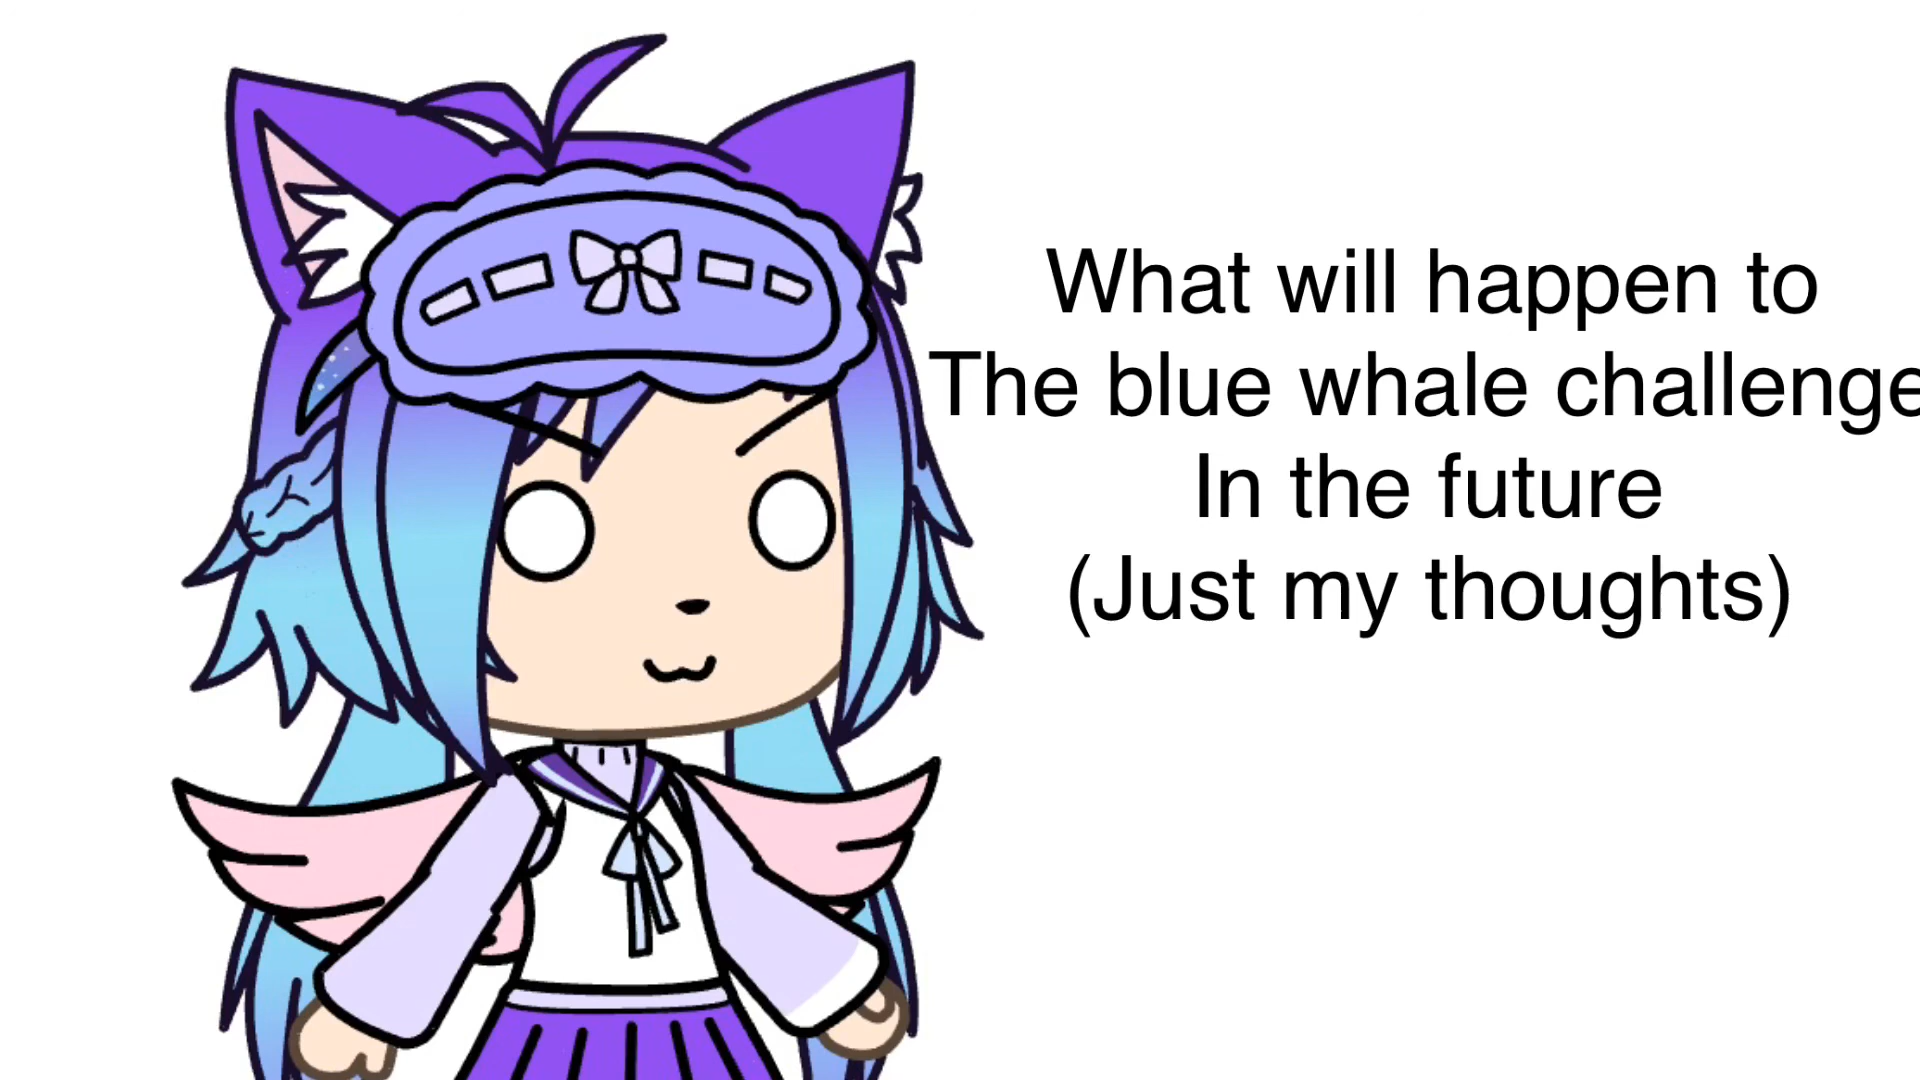 What will happen to
The blue whale challenge
In the future
(Just my thoughts)